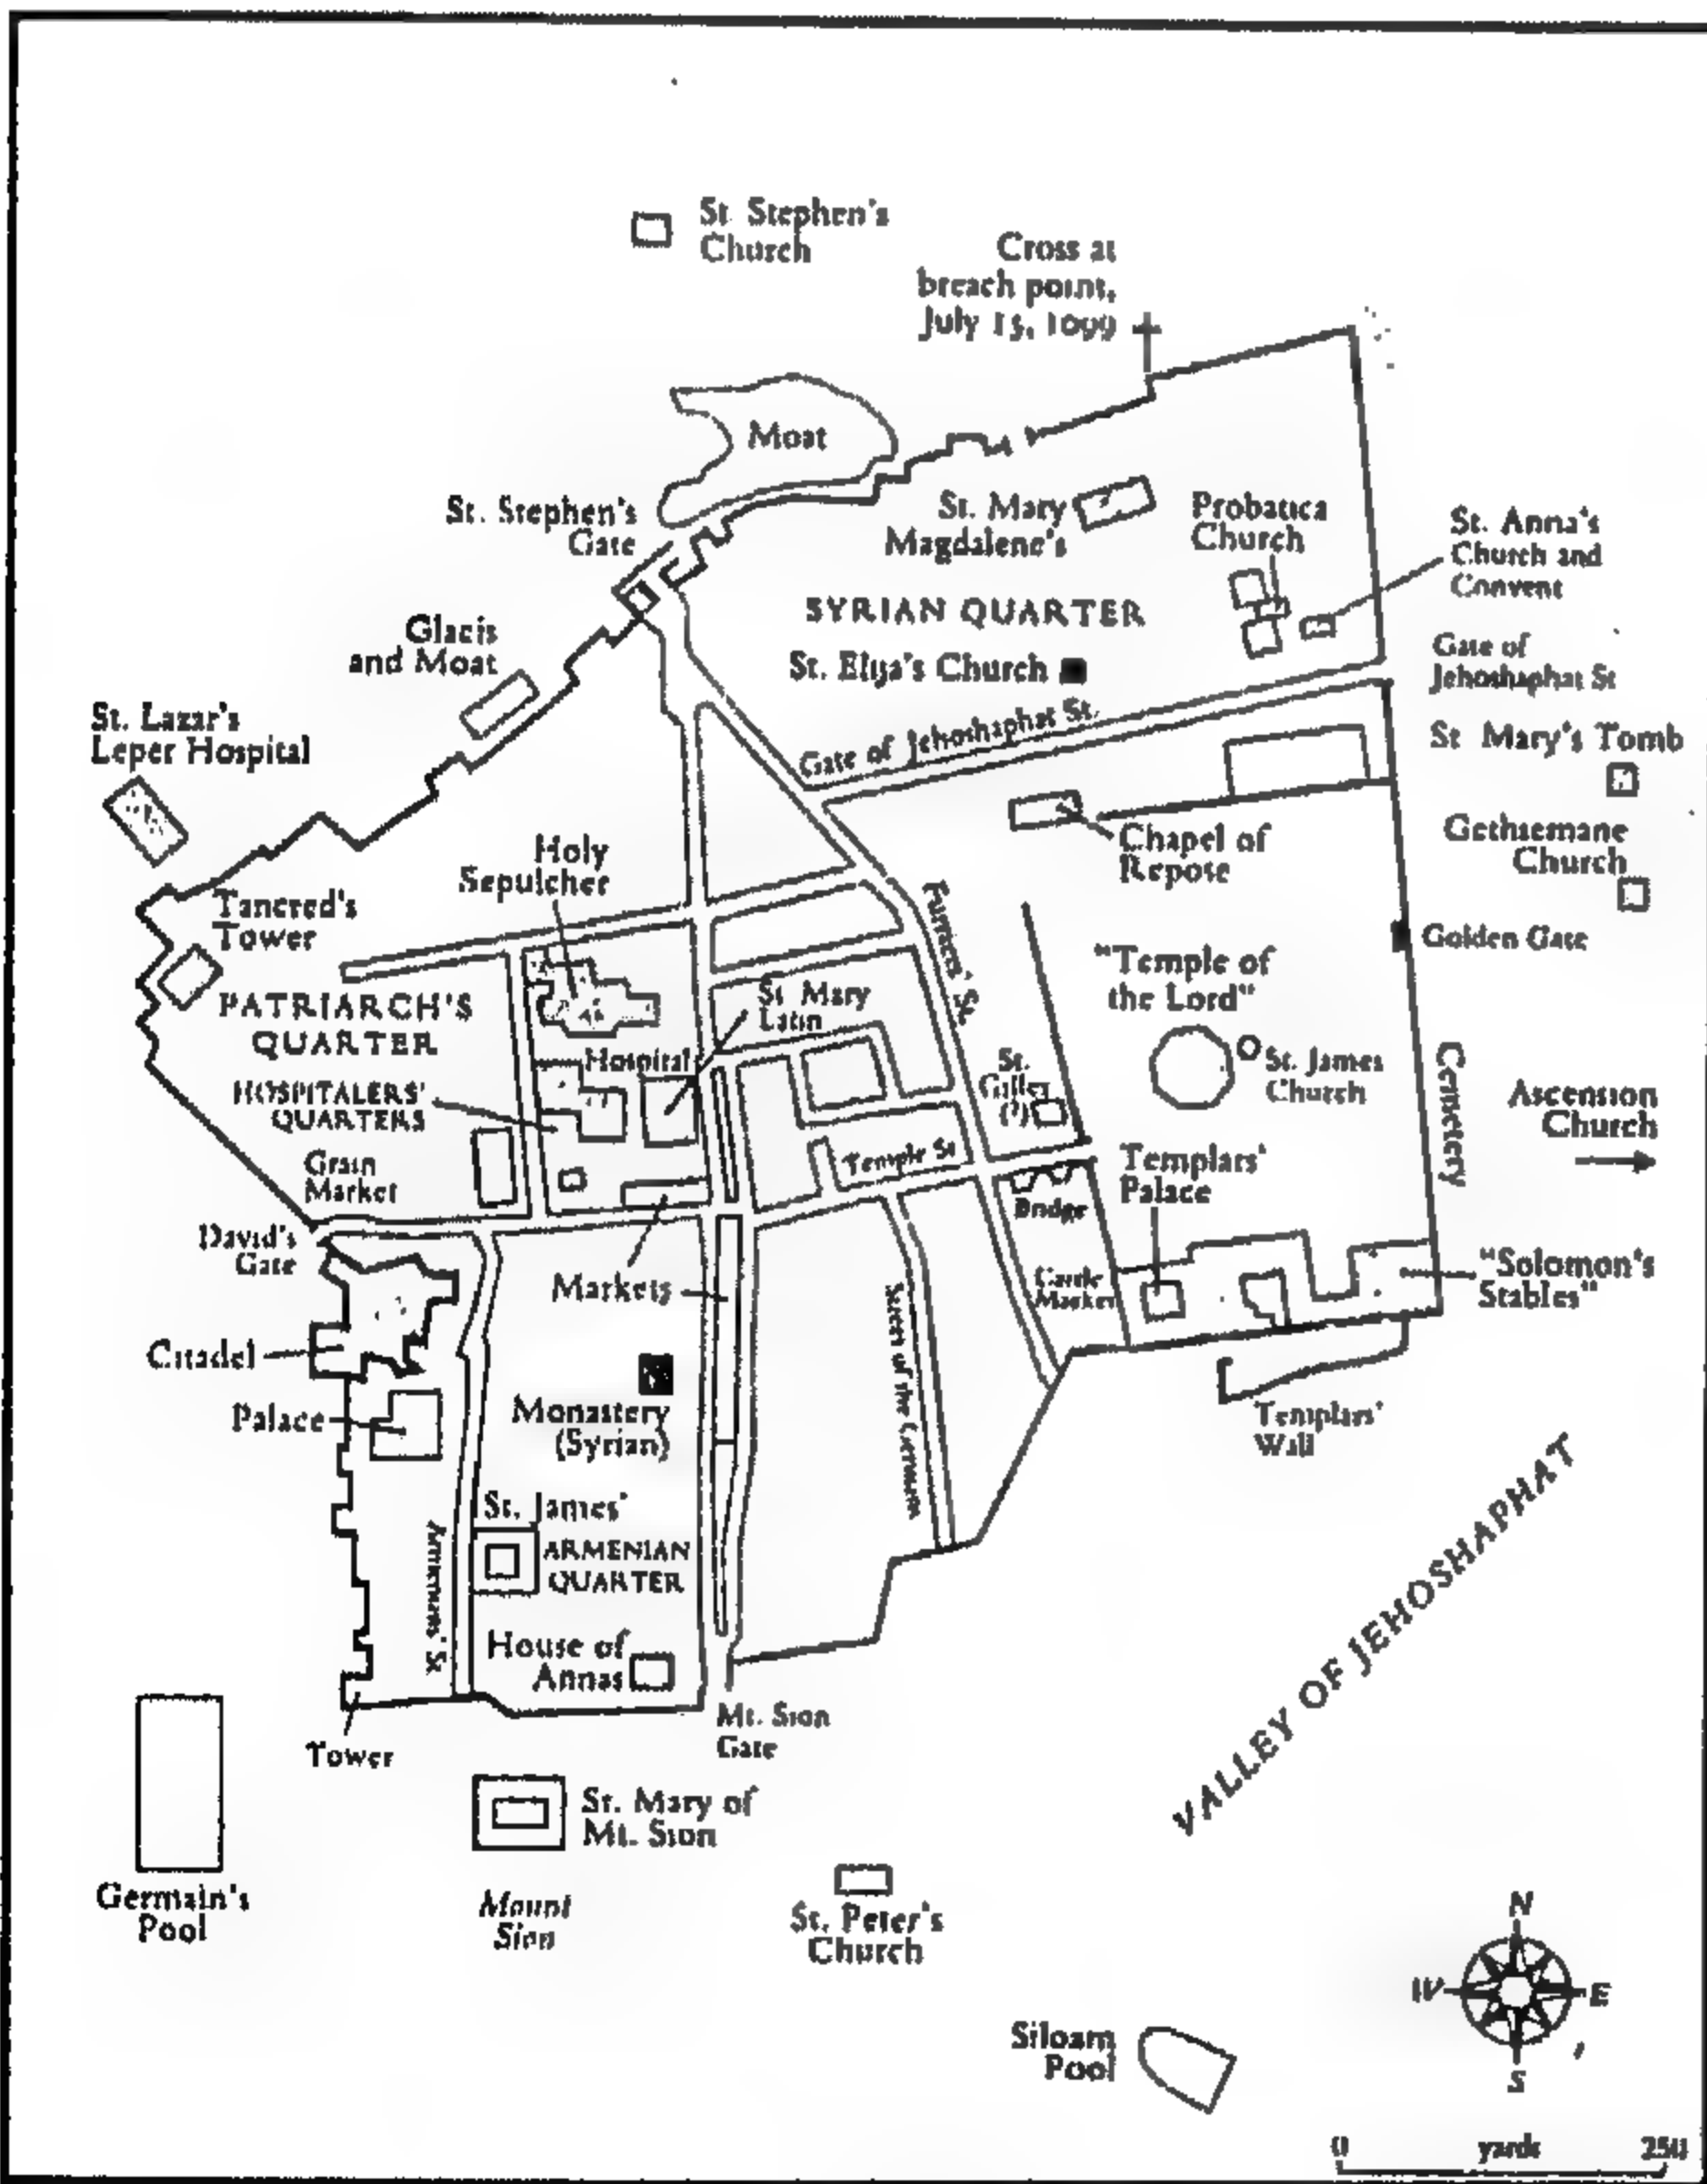 St. Stephen's
Church
Cross at
breach point,
July 15, 1099
Moat
St. Stephen's
Gate
St. Mary
Magdalene's
Probatica
Church
St. Anna's
Church and
Convent
SYRIAN QUARTER
Glacis
and Moat
St. Elija's Church
Gate of
Jehoshaphat St
St. Lazar's
Leper Hospital
Gate of Jehoshaphat St.
St Mary's Tomb
Chapel of
Repose
Gethsemane
Church
Holy
Sepulcher
Tancred's
Tower
Furriers' St.
Golden Gate
"Temple of
the Lord"
PATRIARCH'S
QUARTER
St Mary
Latin
Hospital
St.
Gilles
(?)
St. James
Church
Cemetery
HOSPITALERS'
QUARTERS
Ascension
Church
Grain
Market
Temple St
Templars'
Palace
Bridge
David's
Gate
Markets
Cattle
Market
"Solomon's
Stables"
Street of the Germans
Citadel
Palace
Monastery
(Syrian)
Templars'
Wall
St. James'
ARMENIAN
QUARTER
Armenians' St.
House of
Annas
VALLEY OF JEHOSHAPHAT
Mt. Sion
Gate
Tower
St. Mary of
Mt. Sion
Germain's
Pool
Mount
Sion
St. Peter's
Church
N
W E
S
Siloam
Pool
0 yards 250